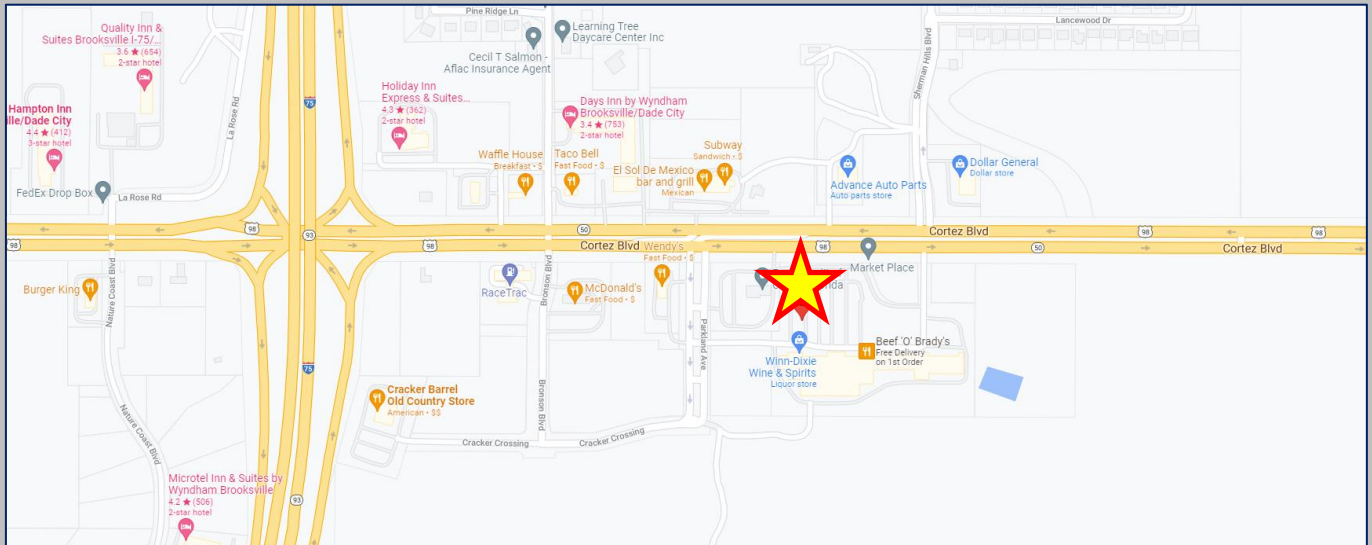 Pine Ridge Ln
Lancewood Dr
Quality Inn &
Suites Brooksville I-75/...
3.6 ★ (654)
2-star hotel
Learning Tree
Daycare Center Inc
Cecil T Salmon -
Aflac Insurance Agent
Sherman Hills Blvd
75
La Rose Rd
Holiday Inn
Express & Suites...
4.3 ★ (362)
2-star hotel
Days Inn by Wyndham
Brooksville/Dade City
3.4 ★ (753)
2-star hotel
Hampton Inn
lle/Dade City
4.4 ★ (412)
3-star hotel
Waffle House
Breakfast • $
Taco Bell
Fast Food • $
Subway
Sandwich • $
El Sol De Mexico
bar and grill
Mexican
Advance Auto Parts
Auto parts store
Dollar General
Dollar store
FedEx Drop Box
La Rose Rd
98
93
50
Cortez Blvd
98
98
98
98
Cortez Blvd
98
50
Cortez Blvd
Wendy's
Fast Food • $
Market Place
nda
Burger King
Nature Coast Blvd
RaceTrac
Bronson Blvd
McDonald's
Fast Food • $
Parkland Ave
Winn-Dixie
Wine & Spirits
Liquor store
Beef 'O' Brady's
Free Delivery
on 1st Order
75
Cracker Barrel
Old Country Store
American • $$
Bronson Blvd
Nature Coast Blvd
Cracker Crossing
Cracker Crossing
Microtel Inn & Suites by
Wyndham Brooksville
4.2 ★ (506)
2-star hotel
93